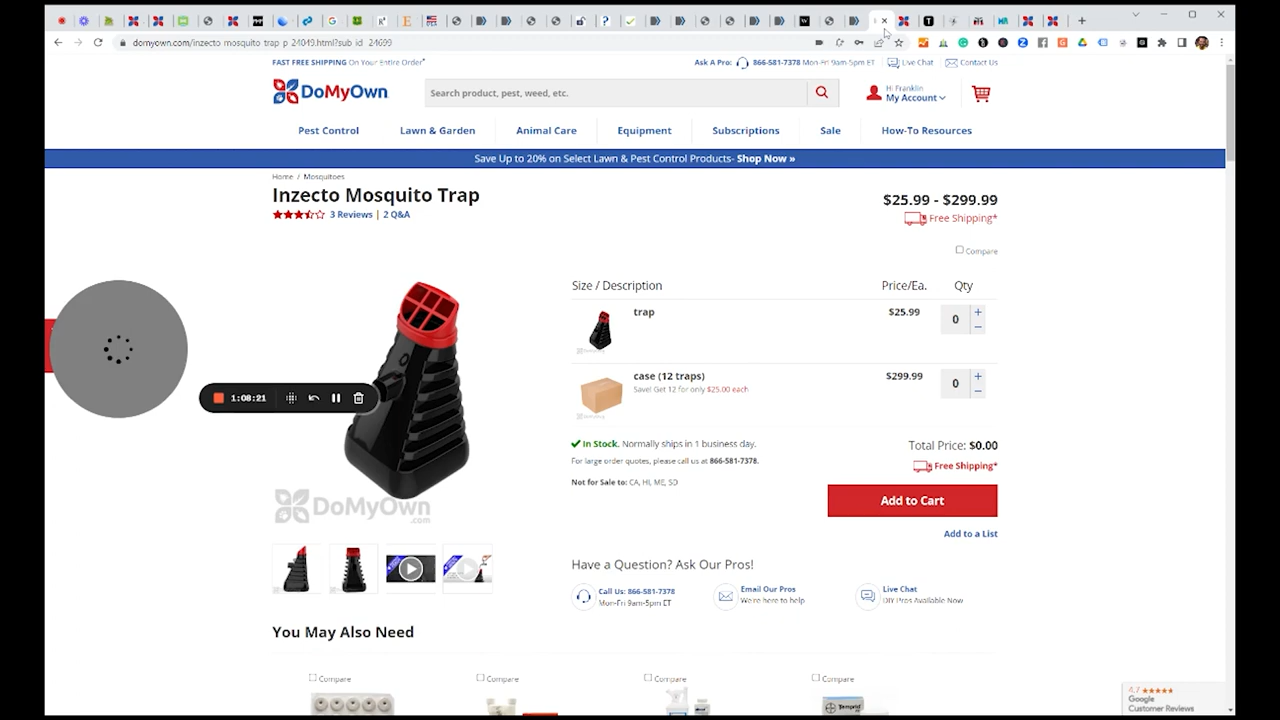 domyown.com/inzecto-mosquito-trap-p-24049.html?sub_id=24699
FAST FREE SHIPPING On Your Entire Order*
Ask A Pro: 866-581-7378 Mon-Fri 9am-5pm ET
Live Chat
Contact Us
DoMyOwn
Search product, pest, weed, etc.
Hi Franklin
My Account
Pest Control
Lawn & Garden
Animal Care
Equipment
Subscriptions
Sale
How-To Resources
Save Up to 20% on Select Lawn & Pest Control Products- Shop Now »
Home / Mosquitoes
Inzecto Mosquito Trap
3 Reviews | 2 Q&A
$25.99 - $299.99
Free Shipping*
Compare
Size / Description Price/Ea. Qty
trap $25.99 0 + −
case (12 traps) $299.99 0 + −
Save! Get 12 for only $25.00 each
1:08:21
In Stock. Normally ships in 1 business day.
For large order quotes, please call us at 866-581-7378.
Not for Sale to: CA, HI, ME, SD
Total Price: $0.00
Free Shipping*
Add to Cart
Add to a List
DoMyOwn
.com
Have a Question? Ask Our Pros!
Call Us: 866-581-7378
Mon-Fri 9am-5pm ET
Email Our Pros
We're here to help
Live Chat
DIY Pros Available Now
You May Also Need
Compare Compare Compare Compare
4.7
Google
Customer Reviews